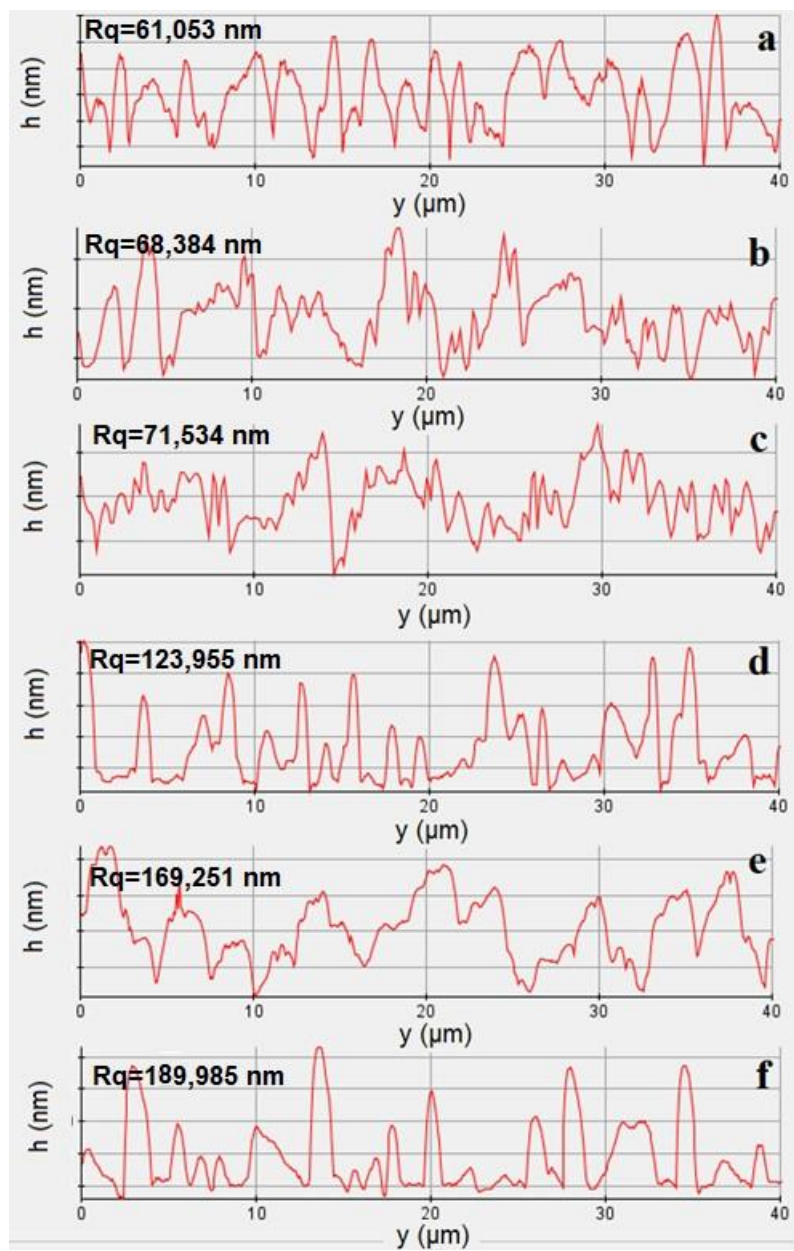 Rq=61,053 nm
a
h (nm)
0 10 20 30 40
y (µm)
Rq=68,384 nm
b
h (nm)
0 10 20 30 40
y (µm)
Rq=71,534 nm
c
h (nm)
0 10 20 30 40
y (µm)
Rq=123,955 nm
d
h (nm)
0 10 20 30 40
y (µm)
Rq=169,251 nm
e
h (nm)
0 10 20 30 40
y (µm)
Rq=189,985 nm
f
h (nm)
0 10 20 30 40
y (µm)